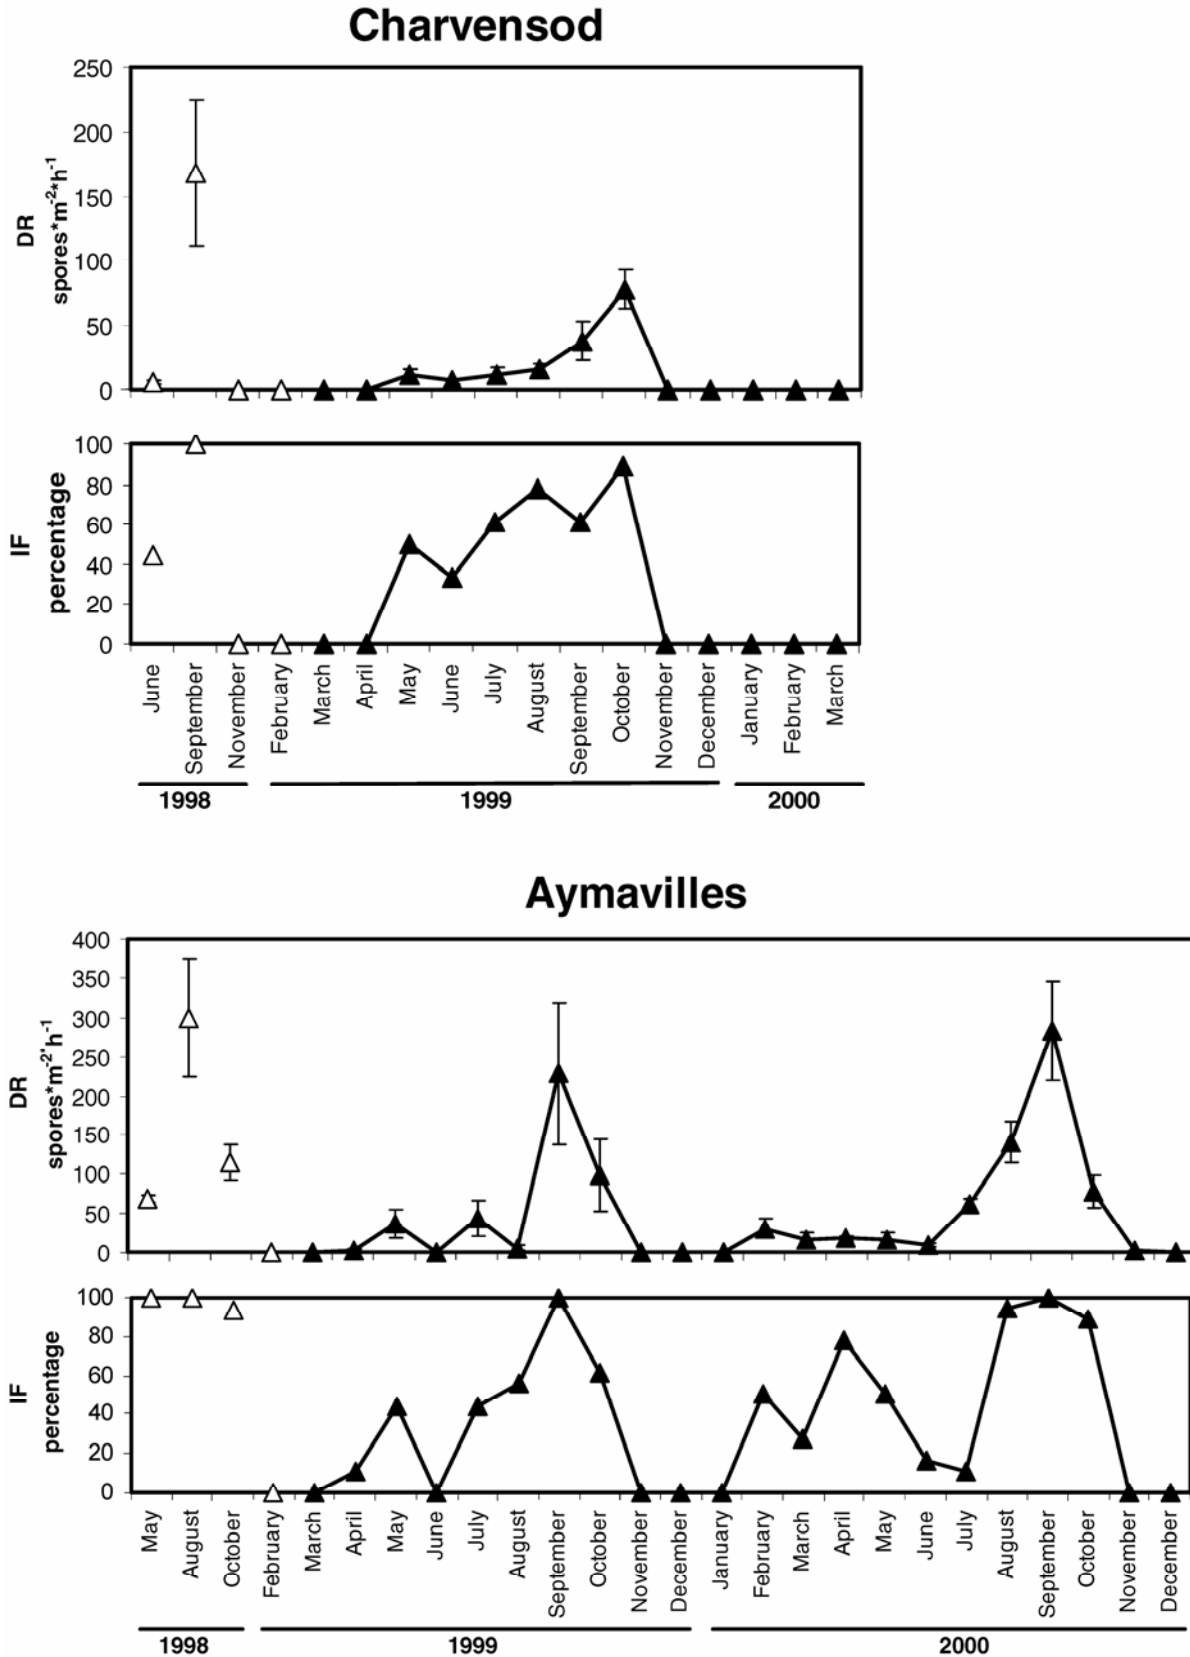 Charvensod
250
200
150
100
50
0
DR
spores*m-2*h-1
100
80
60
40
20
0
IF
percentage
June
September
November
February
March
April
May
June
July
August
September
October
November
December
January
February
March
1998
1999
2000
Aymavilles
400
350
300
250
200
150
100
50
0
DR
spores*m-2*h-1
100
80
60
40
20
0
IF
percentage
May
August
October
February
March
April
May
June
July
August
September
October
November
December
January
February
March
April
May
June
July
August
September
October
November
December
1998
1999
2000